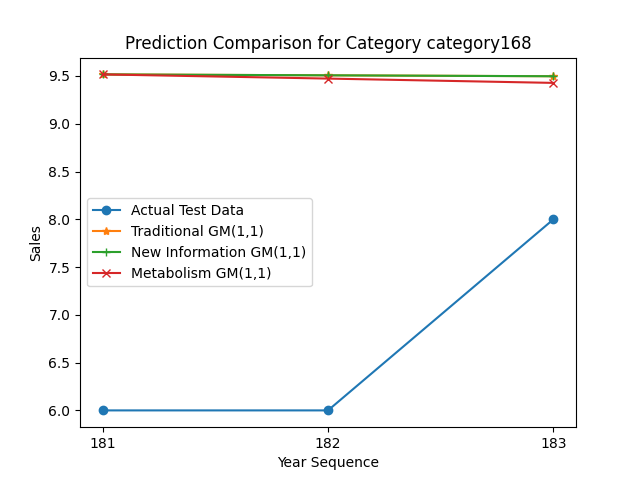 Prediction Comparison for Category category168
9.5
9.0
8.5
8.0
7.5
7.0
6.5
6.0
Sales
Actual Test Data
Traditional GM(1,1)
New Information GM(1,1)
Metabolism GM(1,1)
181
182
183
Year Sequence